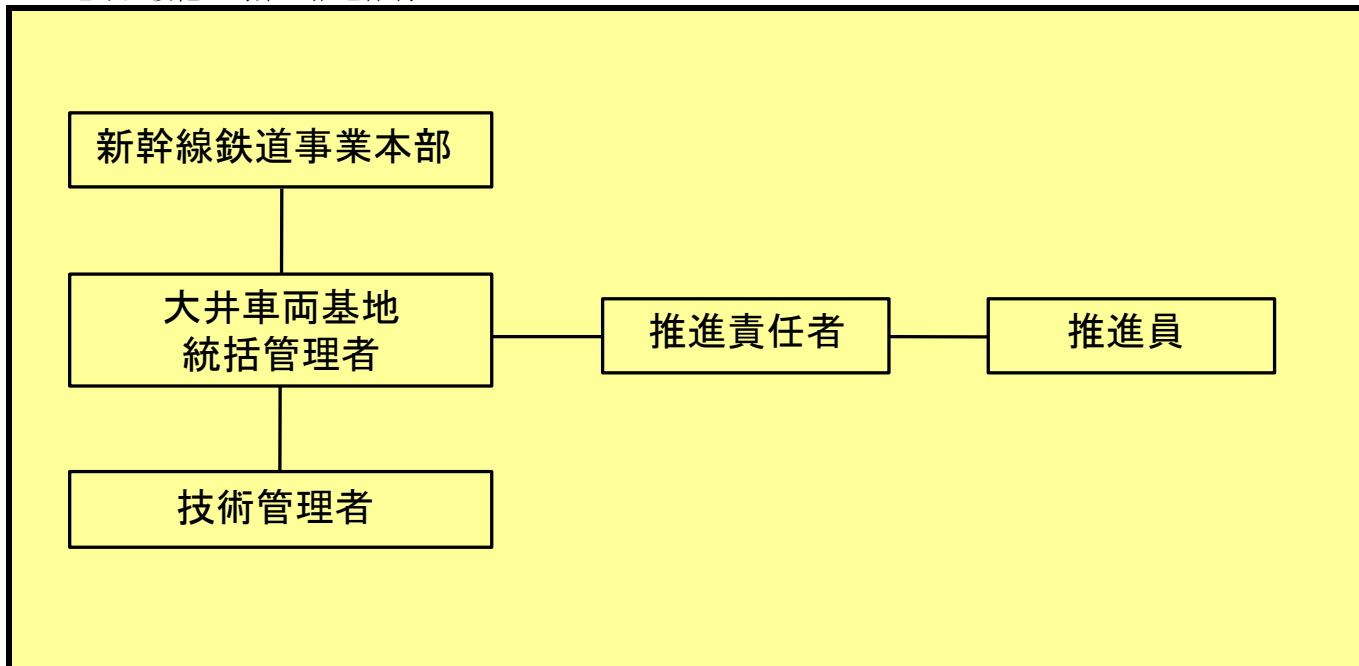 新幹線鉄道事業本部
大井車両基地
統括管理者
推進責任者
推進員
技術管理者